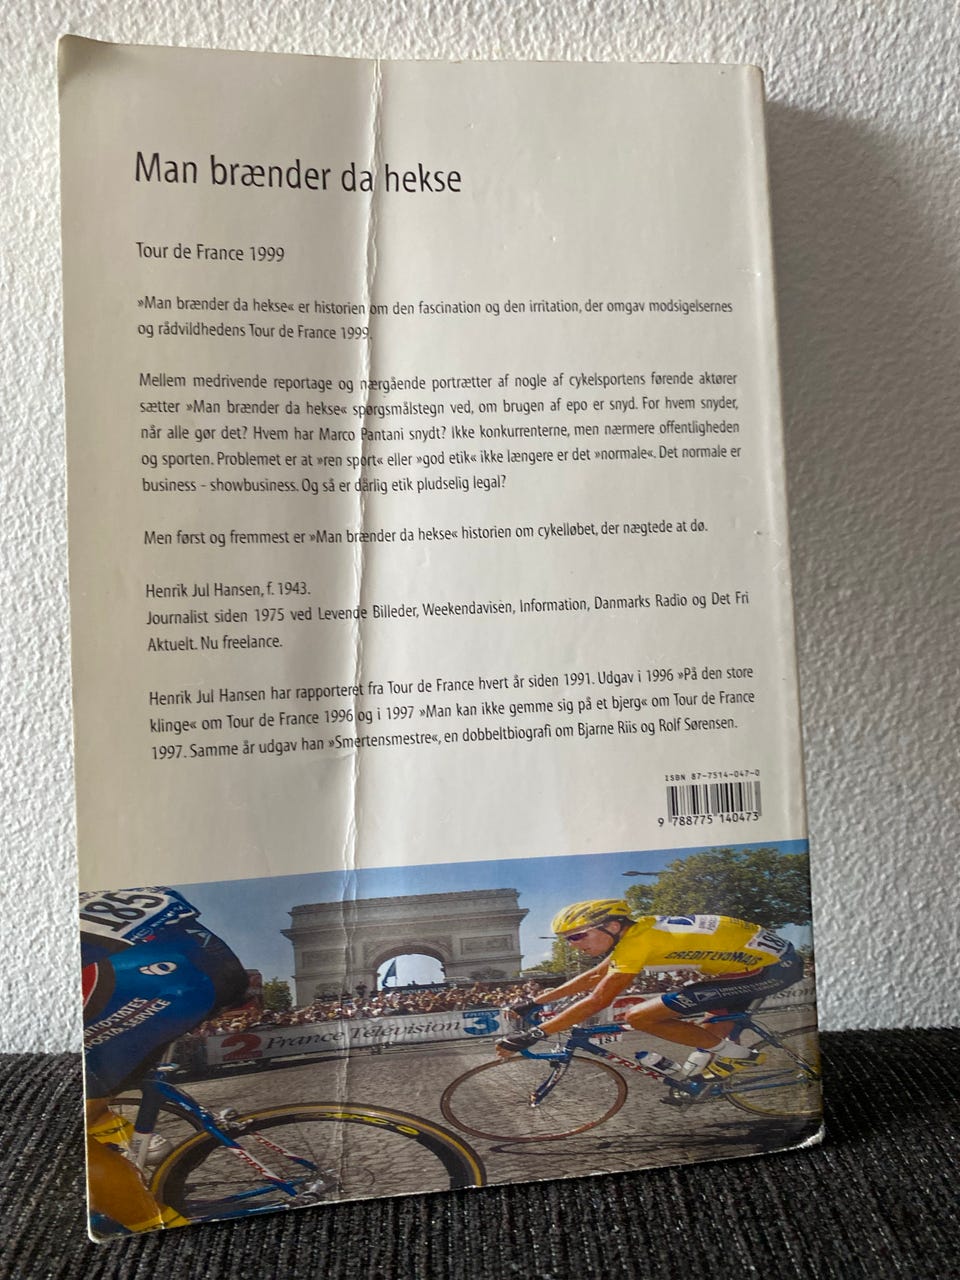 Man brænder da hekse
Tour de France 1999
»Man brænder da hekse« er historien om den fascination og den irritation, der omgav modsigelsernes
og rådvildhedens Tour de France 1999.
Mellem medrivende reportage og nærgående portrætter af nogle af cykelsportens førende aktører
sætter »Man brænder da hekse« spørgsmålstegn ved, om brugen af epo er snyd. For hvem snyder,
når alle gør det? Hvem har Marco Pantani snydt? Ikke konkurrenterne, men nærmere offentligheden
og sporten. Problemet er at »ren sport« eller »god etik« ikke længere er det »normale«. Det normale er
business - showbusiness. Og så er dårlig etik pludselig legal?
Men først og fremmest er »Man brænder da hekse« historien om cykelløbet, der nægtede at dø.
Henrik Jul Hansen, f. 1943.
Journalist siden 1975 ved Levende Billeder, Weekendavisen, Information, Danmarks Radio og Det Fri
Aktuelt. Nu freelance.
Henrik Jul Hansen har rapporteret fra Tour de France hvert år siden 1991. Udgav i 1996 »På den store
klinge« om Tour de France 1996 og i 1997 »Man kan ikke gemme sig på et bjerg« om Tour de France
1997. Samme år udgav han »Smertensmestre«, en dobbeltbiografi om Bjarne Riis og Rolf Sørensen.
ISBN 87-7514-047-0
9 788775 140473
185
CREDIT LYONNAIS
181
POSTAL SERVICE
2 France Télévision 3
181
TREK